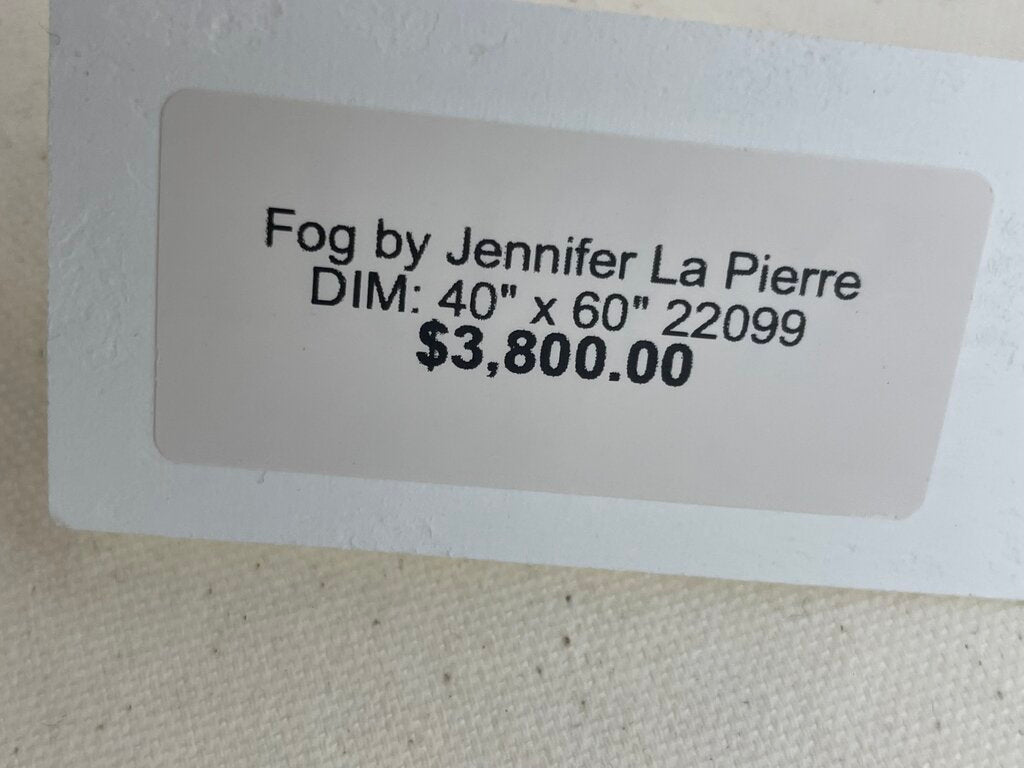 Fog by Jennifer La Pierre
DIM: 40" x 60" 22099
$3,800.00